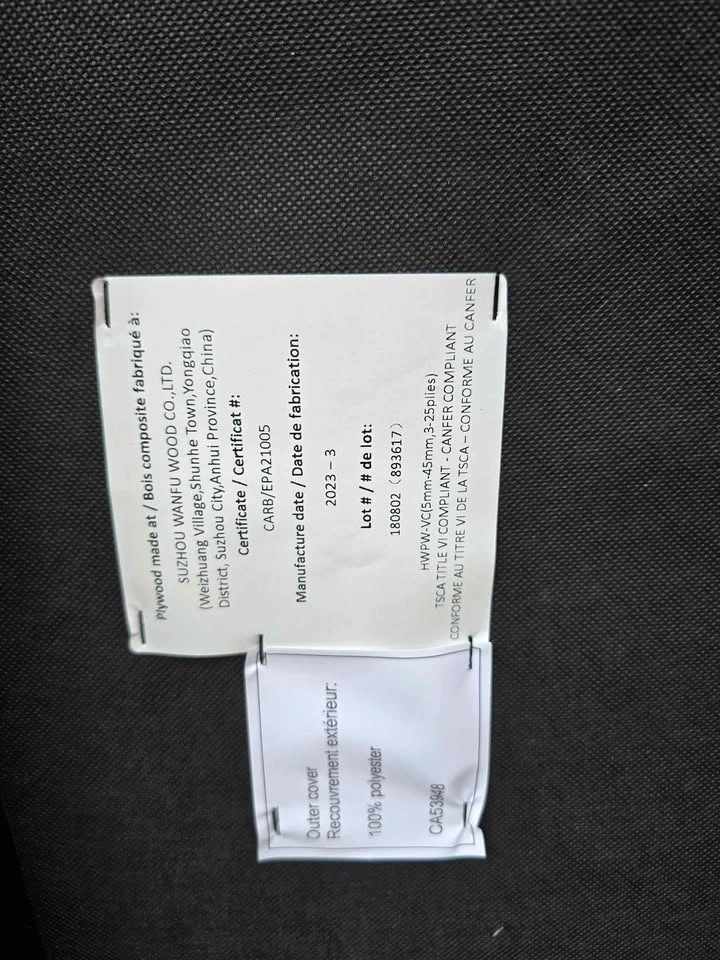 Plywood made at / Bois composite fabriqué à:
SUZHOU WANFU WOOD CO.,LTD.
(Weizhuang Village,Shunhe Town,Yongqiao
District, Suzhou City,Anhui Province,China)
Certificate / Certificat #:
CARB/EPA21005
Manufacture date / Date de fabrication:
2023 – 3
Lot # / # de lot:
180802（893617）
HWPW-VC(5mm-45mm,3-25plies)
TSCA TITLE VI COMPLIANT - CANFER COMPLIANT
CONFORME AU TITRE VI DE LA TSCA – CONFORME AU CANFER
Outer cover
Recouvrement extérieur:
100% polyester
CA53948